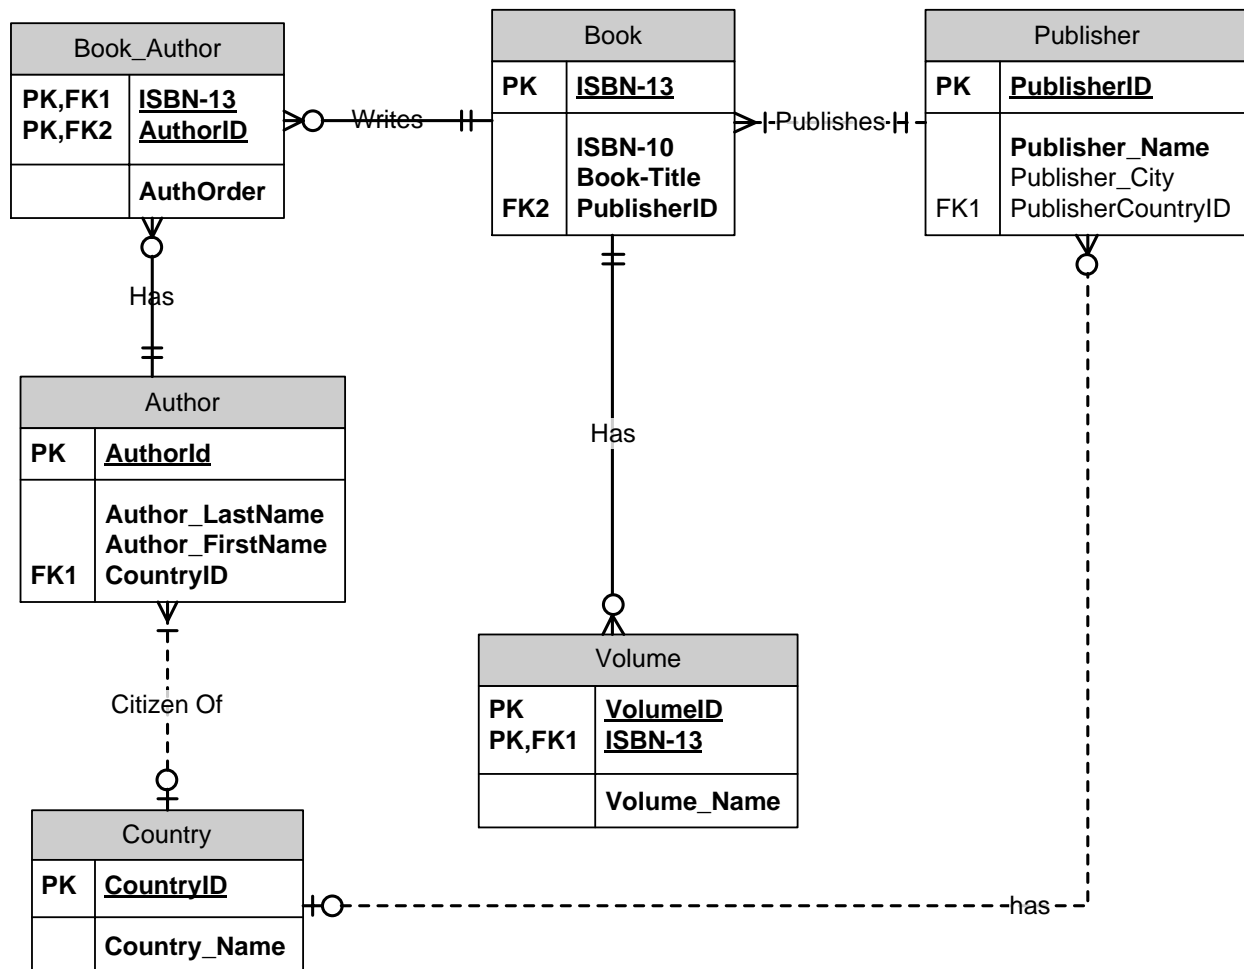 Book_Author
PK,FK1 ISBN-13
PK,FK2 AuthorID
AuthOrder
Writes
Book
PK ISBN-13
ISBN-10
Book-Title
FK2 PublisherID
Publishes
Publisher
PK PublisherID
Publisher_Name
Publisher_City
FK1 PublisherCountryID
Has
Author
PK AuthorId
Author_LastName
Author_FirstName
FK1 CountryID
Has
Citizen Of
Volume
PK VolumeID
PK,FK1 ISBN-13
Volume_Name
Country
PK CountryID
Country_Name
has